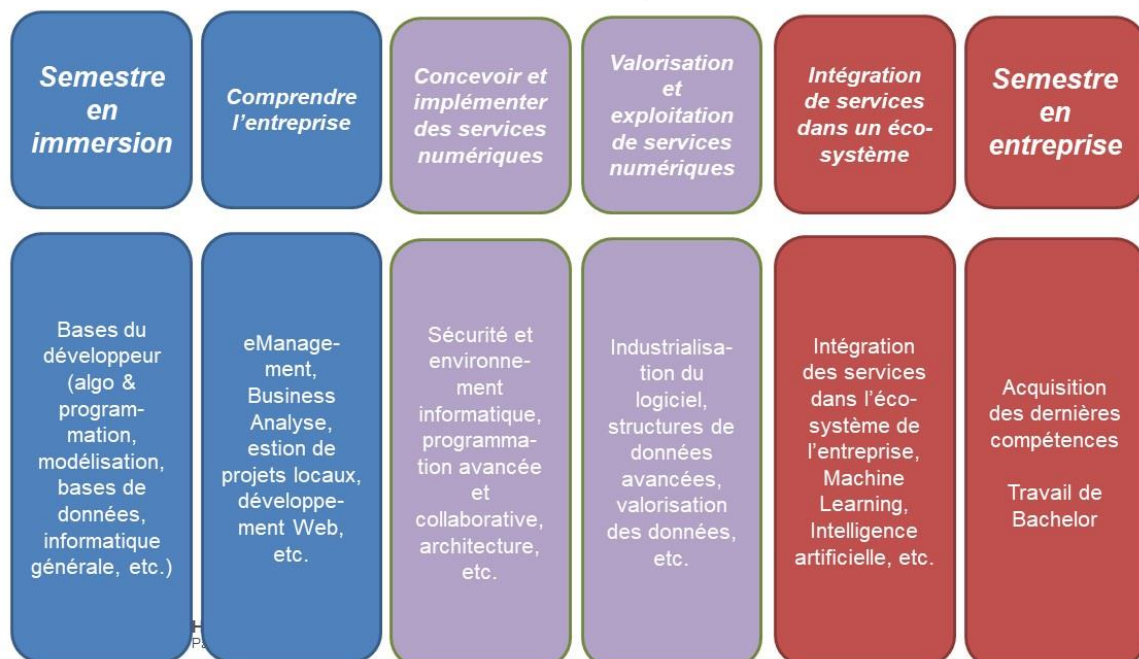 Semestre
en
immersion
Comprendre
l’entreprise
Concevoir et
implémenter
des services
numériques
Valorisation
et
exploitation
de services
numériques
Intégration
de services
dans un éco-
système
Semestre
en
entreprise
Bases du
développeur
(algo &
program-
mation,
modélisation,
bases de
données,
informatique
générale, etc.)
eManage-
ment,
Business
Analyse,
estion de
projets locaux,
développe-
ment Web,
etc.
Sécurité et
environne-
ment
informatique,
programma-
tion avancée
et
collaborative,
architecture,
etc.
Industrialisa-
tion du
logiciel,
structures de
données
avancées,
valorisation
des données,
etc.
Intégration
des services
dans l’éco-
système de
l’entreprise,
Machine
Learning,
Intelligence
artificielle, etc.
Acquisition
des dernières
compétences
Travail de
Bachelor